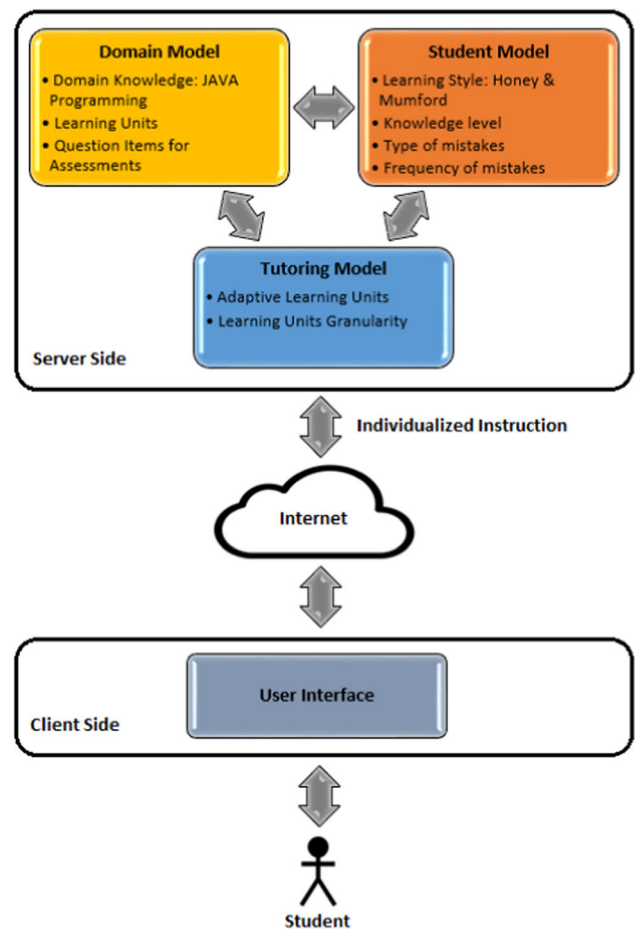 Domain Model
• Domain Knowledge: JAVA
Programming
• Learning Units
• Question Items for
Assessments
Student Model
• Learning Style: Honey &
Mumford
• Knowledge level
• Type of mistakes
• Frequency of mistakes
Tutoring Model
• Adaptive Learning Units
• Learning Units Granularity
Server Side
Individualized Instruction
Internet
User Interface
Client Side
Student